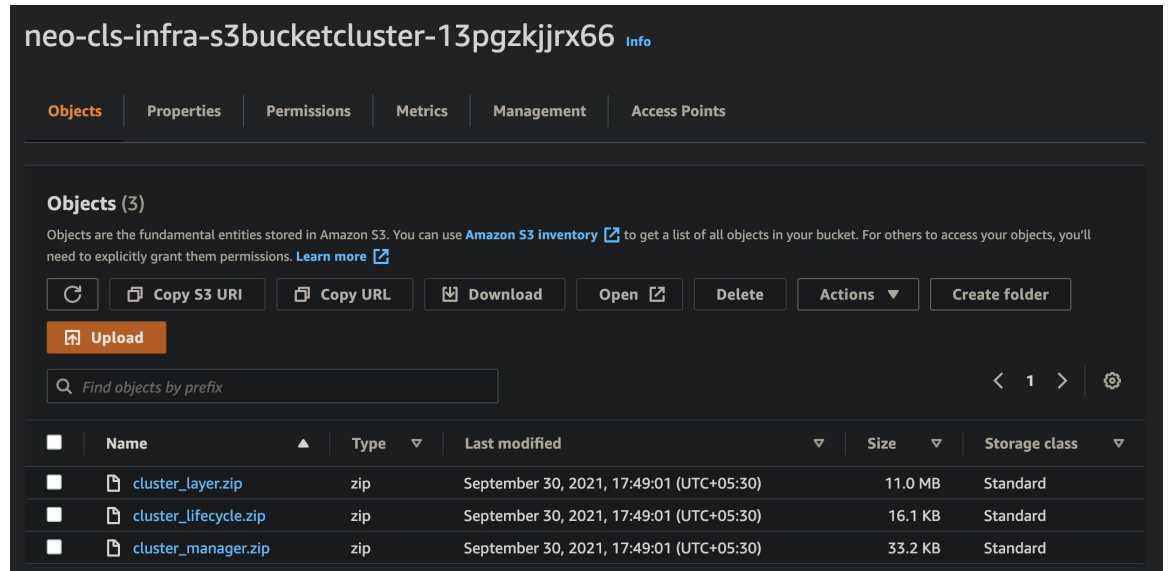 neo-cls-infra-s3bucketcluster-13pgzkjjrx66 Info
Objects Properties Permissions Metrics Management Access Points
Objects (3)
Objects are the fundamental entities stored in Amazon S3. You can use Amazon S3 inventory to get a list of all objects in your bucket. For others to access your objects, you'll
need to explicitly grant them permissions. Learn more
Copy S3 URI Copy URL Download Open Delete Actions Create folder
Upload
Find objects by prefix
1
Name Type Last modified Size Storage class
cluster_layer.zip zip September 30, 2021, 17:49:01 (UTC+05:30) 11.0 MB Standard
cluster_lifecycle.zip zip September 30, 2021, 17:49:01 (UTC+05:30) 16.1 KB Standard
cluster_manager.zip zip September 30, 2021, 17:49:01 (UTC+05:30) 33.2 KB Standard